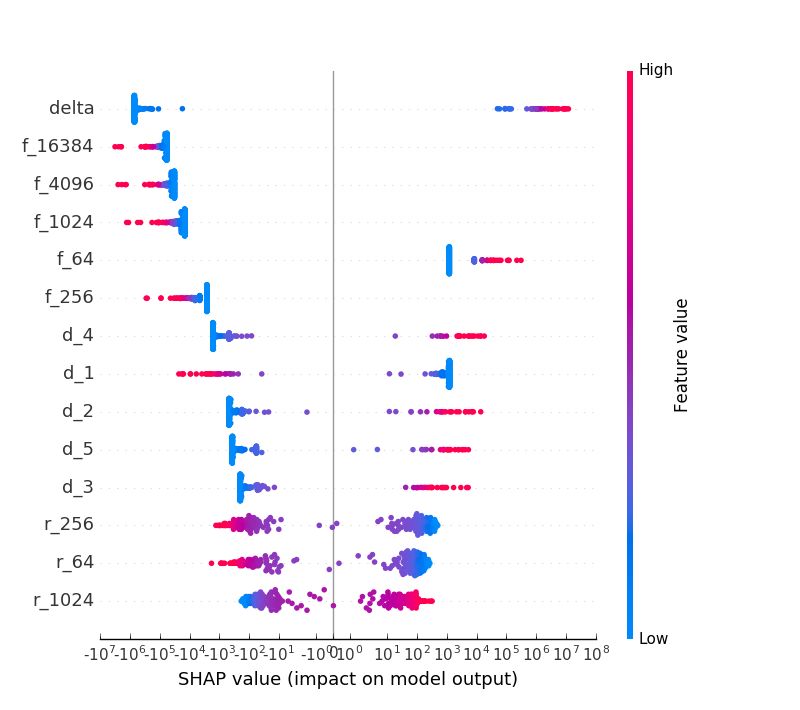 High
delta
f_16384
f_4096
f_1024
f_64
f_256
d_4
d_1
d_2
d_5
d_3
r_256
r_64
r_1024
Feature value
Low
-10⁷ -10⁶ -10⁵ -10⁴ -10³ -10² -10¹ -10⁰ 0 10⁰ 10¹ 10² 10³ 10⁴ 10⁵ 10⁶ 10⁷ 10⁸
SHAP value (impact on model output)